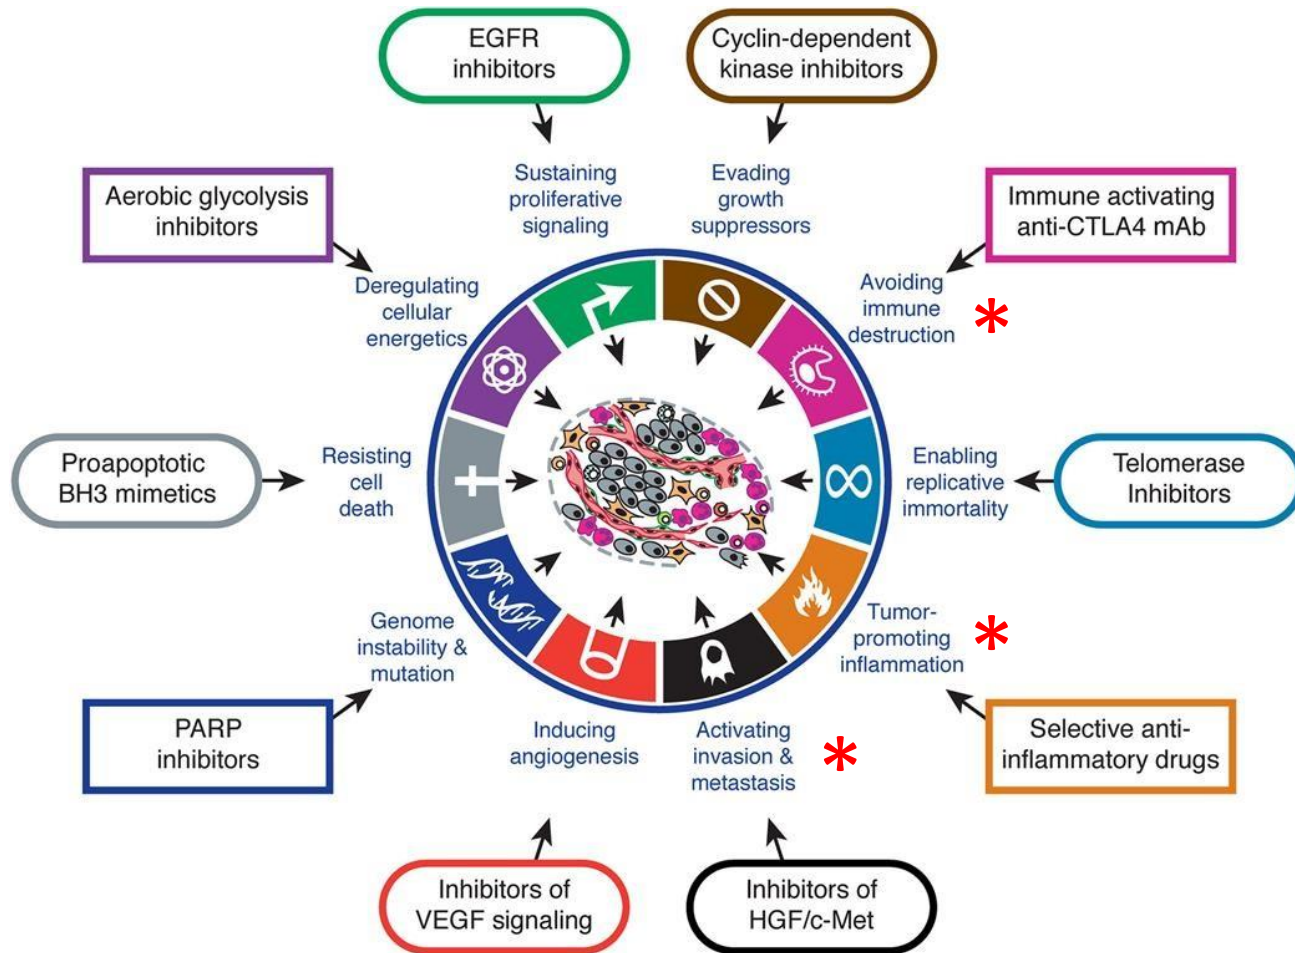 EGFR
inhibitors
Cyclin-dependent
kinase inhibitors
Sustaining
proliferative
signaling
Evading
growth
suppressors
Aerobic glycolysis
inhibitors
Immune activating
anti-CTLA4 mAb
Deregulating
cellular
energetics
Avoiding
immune
destruction
*
Proapoptotic
BH3 mimetics
Resisting
cell
death
Enabling
replicative
immortality
Telomerase
Inhibitors
Genome
instability &
mutation
Tumor-
promoting
inflammation
*
PARP
inhibitors
Inducing
angiogenesis
Activating
invasion &
metastasis
*
Selective anti-
inflammatory drugs
Inhibitors of
VEGF signaling
Inhibitors of
HGF/c-Met